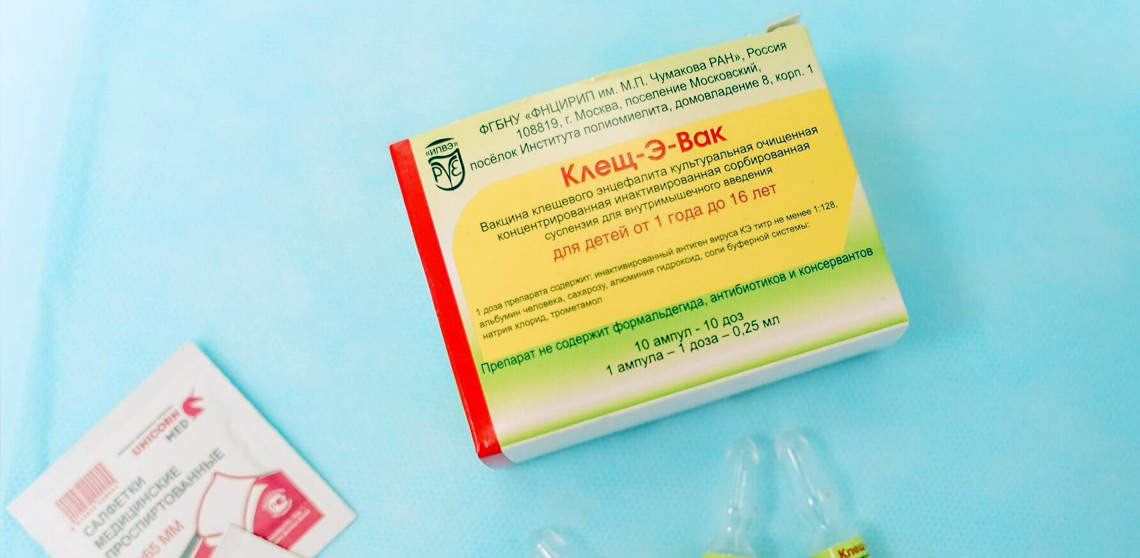 ФГБНУ «ФНЦИРИП им. М.П. Чумакова РАН», Россия
108819, г. Москва, поселение Московский,
посёлок Института полиомиелита, домовладение 8, корп. 1
«ИПВЭ»
Клещ-Э-Вак
Вакцина клещевого энцефалита культуральная очищенная
концентрированная инактивированная сорбированная
суспензия для внутримышечного введения
для детей от 1 года до 16 лет
1 доза препарата содержит: инактивированный антиген вируса КЭ титр не менее 1:128,
альбумин человека, сахарозу, алюминия гидроксид, соли буферной системы:
натрия хлорид, трометамол
Препарат не содержит формальдегида, антибиотиков и консервантов
10 ампул - 10 доз
1 ампула – 1 доза – 0,25 мл
UNICORN
MED
САЛФЕТКИ
МЕДИЦИНСКИЕ
ПРОСПИРТОВАННЫЕ
65 ММ
Клещ